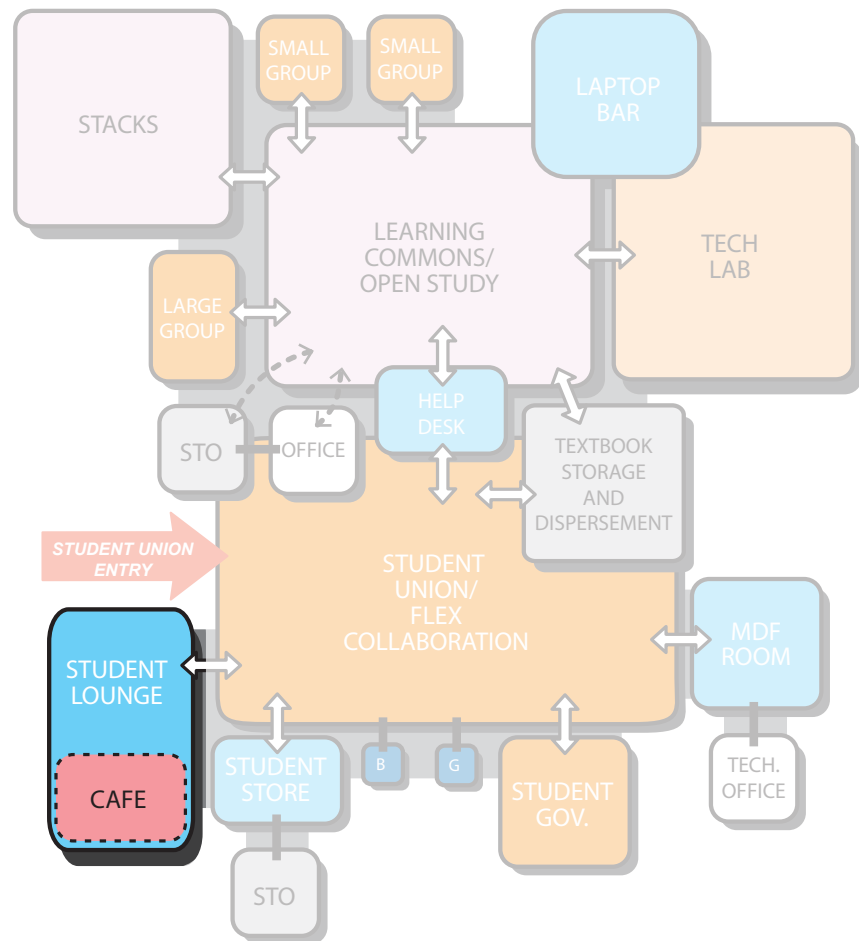 SMALL
GROUP
SMALL
GROUP
LAPTOP
BAR
STACKS
LEARNING
COMMONS/
OPEN STUDY
TECH
LAB
LARGE
GROUP
HELP
DESK
STO
OFFICE
TEXTBOOK
STORAGE
AND
DISPERSEMENT
STUDENT UNION
ENTRY
STUDENT
UNION/
FLEX
COLLABORATION
MDF
ROOM
STUDENT
LOUNGE
CAFE
STUDENT
STORE
B
G
STUDENT
GOV.
TECH.
OFFICE
STO